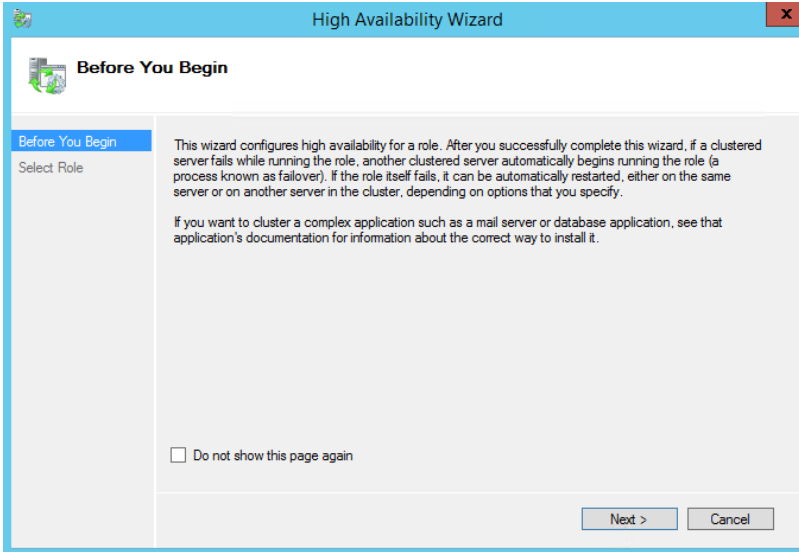 High Availability Wizard
x
Before You Begin
Before You Begin
Select Role
This wizard configures high availability for a role. After you successfully complete this wizard, if a clustered
server fails while running the role, another clustered server automatically begins running the role (a
process known as failover). If the role itself fails, it can be automatically restarted, either on the same
server or on another server in the cluster, depending on options that you specify.
If you want to cluster a complex application such as a mail server or database application, see that
application's documentation for information about the correct way to install it.
Do not show this page again
Next >
Cancel